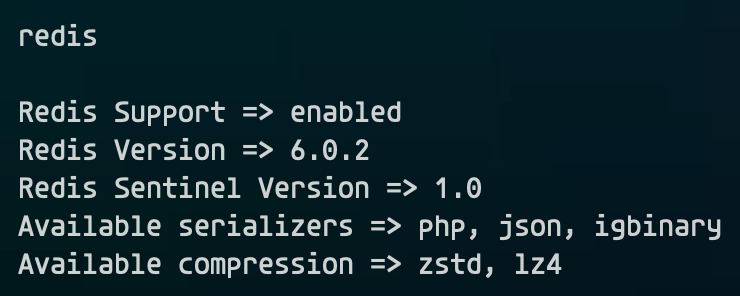 redis
Redis Support => enabled
Redis Version => 6.0.2
Redis Sentinel Version => 1.0
Available serializers => php, json, igbinary
Available compression => zstd, lz4